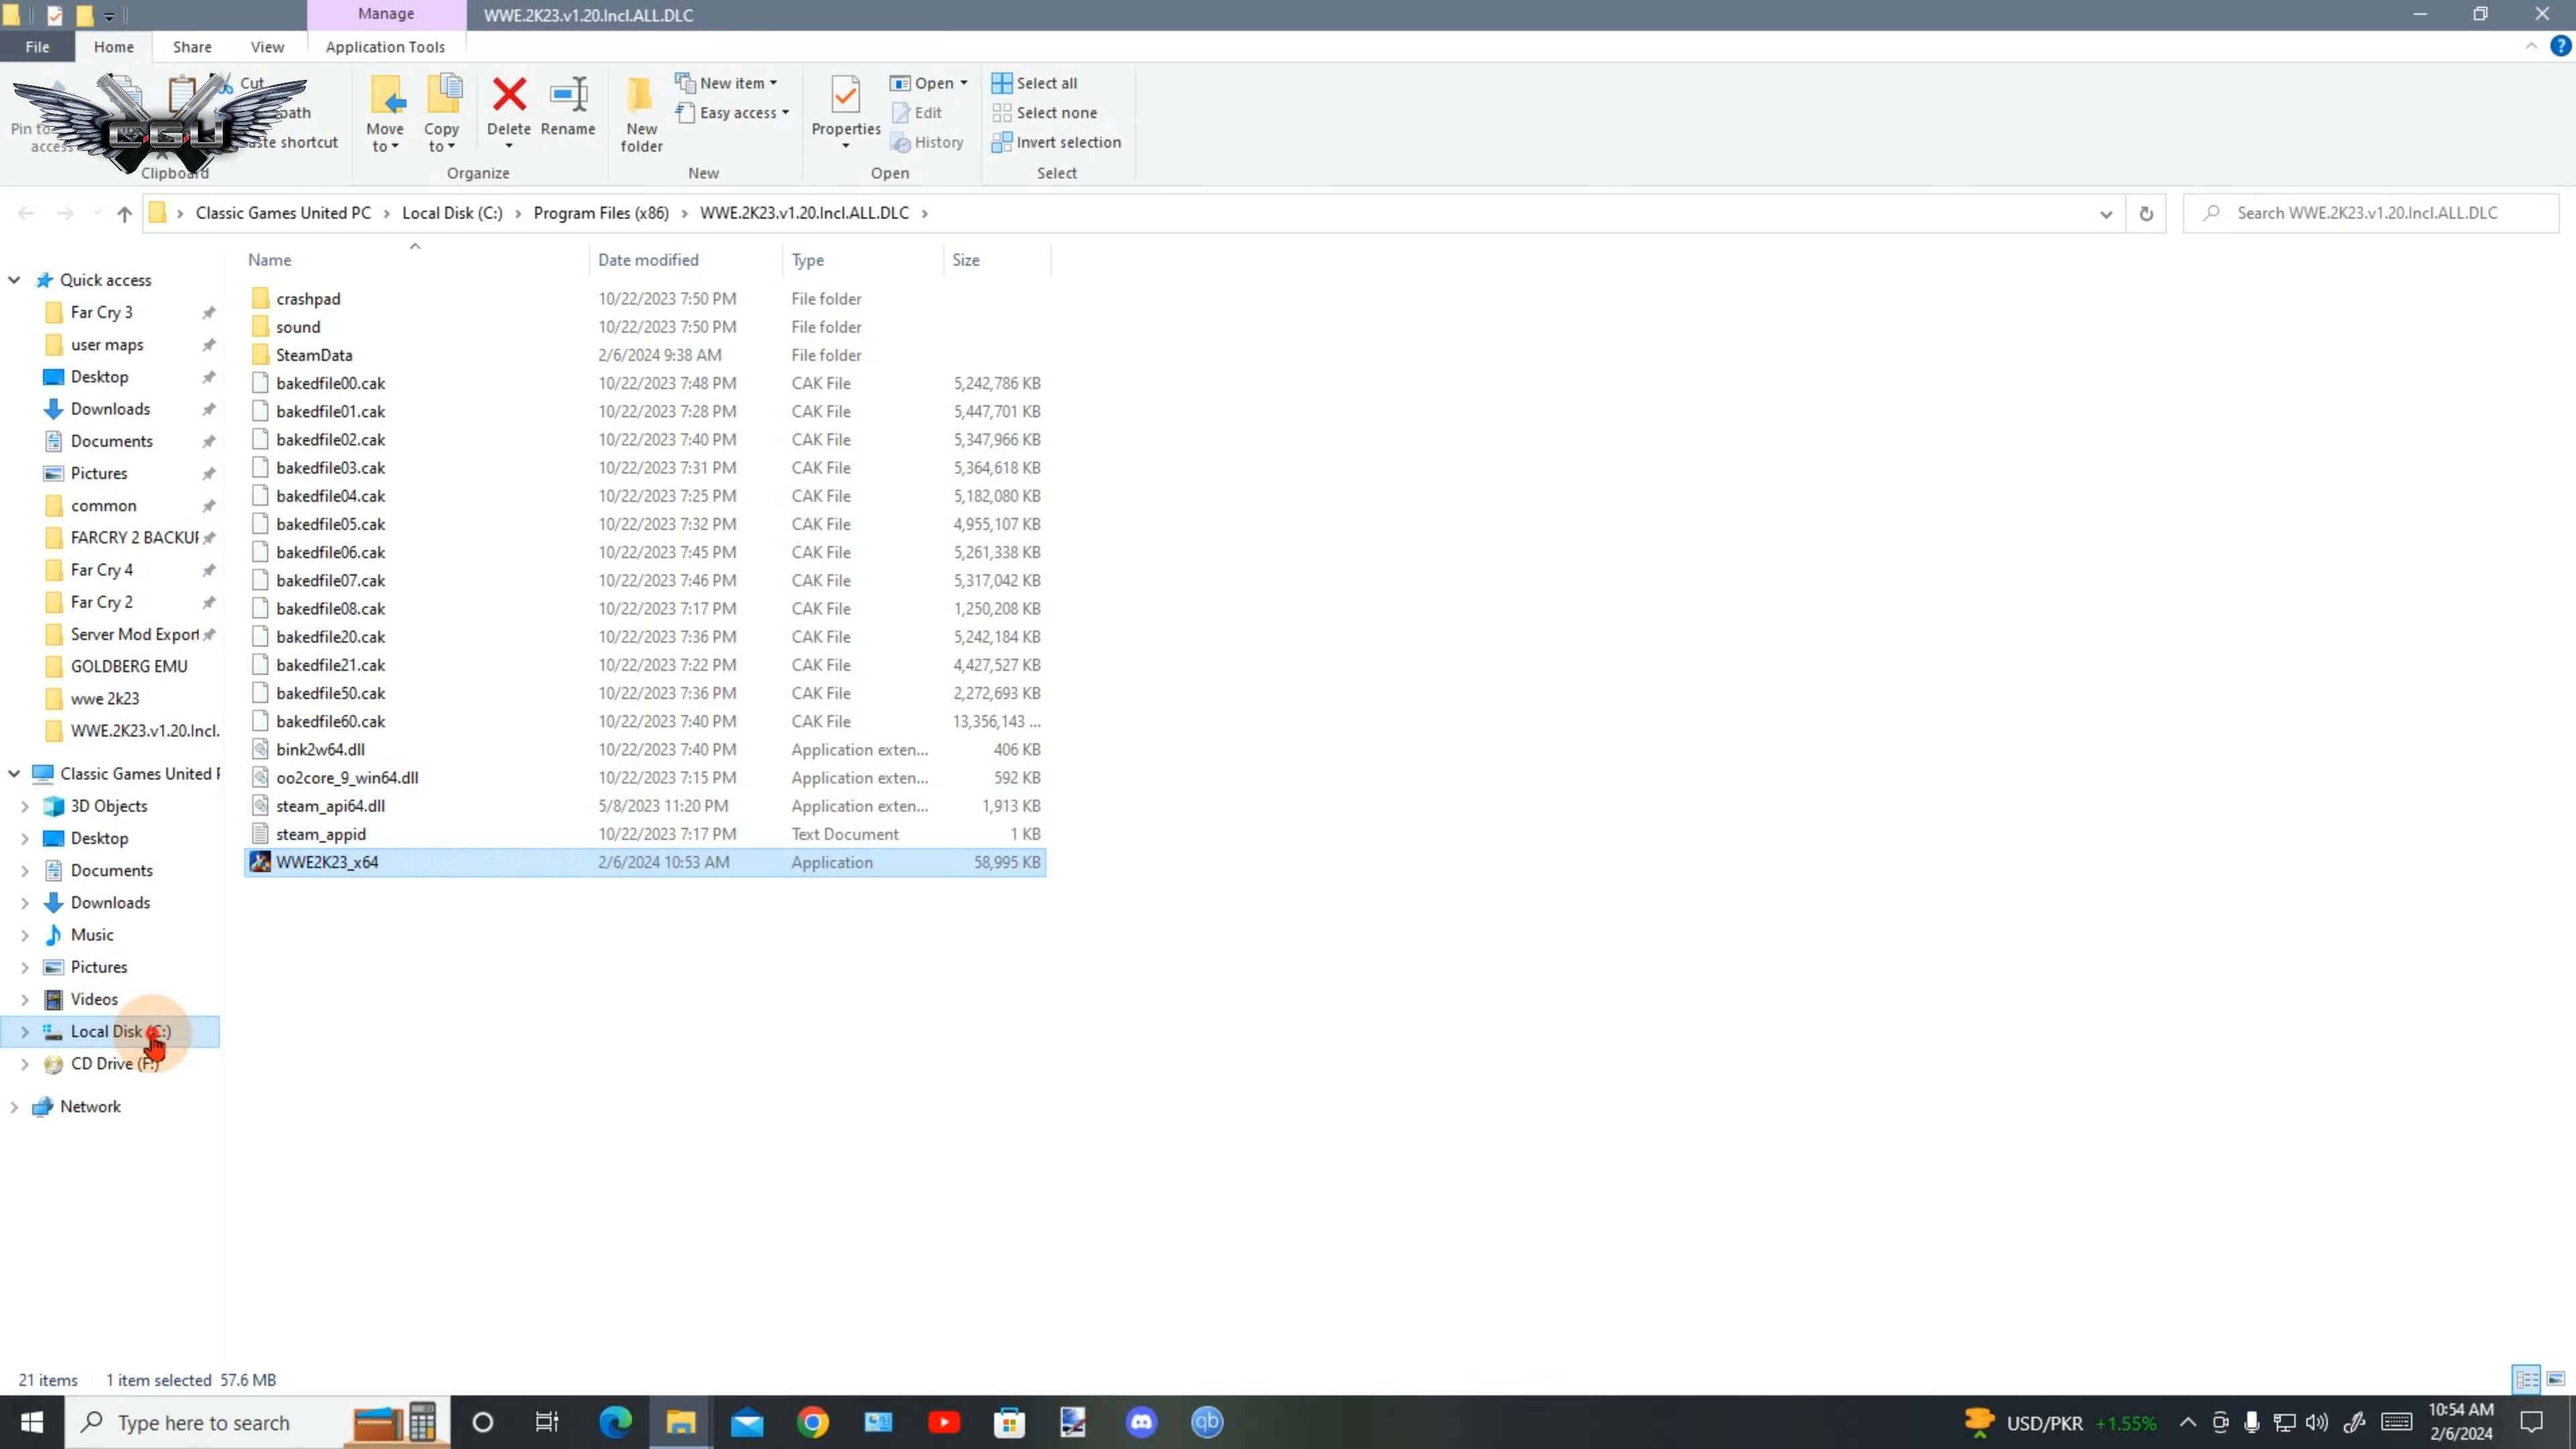 Manage
WWE.2K23.v1.20.Incl.ALL.DLC
File
Home
Share
View
Application Tools
Pin to
access
Cut
path
aste shortcut
Clipboard
C.G.U
Move to
Copy to
Delete
Rename
Organize
New folder
New item
Easy access
New
Properties
Open
Edit
History
Open
Select all
Select none
Invert selection
Select
Classic Games United PC
Local Disk (C:)
Program Files (x86)
WWE.2K23.v1.20.Incl.ALL.DLC
Search WWE.2K23.v1.20.Incl.ALL.DLC
Quick access
Far Cry 3
user maps
Desktop
Downloads
Documents
Pictures
common
FARCRY 2 BACKUP
Far Cry 4
Far Cry 2
Server Mod Export
GOLDBERG EMU
wwe 2k23
WWE.2K23.v1.20.Incl.
Classic Games United P
3D Objects
Desktop
Documents
Downloads
Music
Pictures
Videos
Local Disk (C:)
CD Drive (F:)
Network
Name Date modified Type Size
crashpad 10/22/2023 7:50 PM File folder
sound 10/22/2023 7:50 PM File folder
SteamData 2/6/2024 9:38 AM File folder
bakedfile00.cak 10/22/2023 7:48 PM CAK File 5,242,786 KB
bakedfile01.cak 10/22/2023 7:28 PM CAK File 5,447,701 KB
bakedfile02.cak 10/22/2023 7:40 PM CAK File 5,347,966 KB
bakedfile03.cak 10/22/2023 7:31 PM CAK File 5,364,618 KB
bakedfile04.cak 10/22/2023 7:25 PM CAK File 5,182,080 KB
bakedfile05.cak 10/22/2023 7:32 PM CAK File 4,955,107 KB
bakedfile06.cak 10/22/2023 7:45 PM CAK File 5,261,338 KB
bakedfile07.cak 10/22/2023 7:46 PM CAK File 5,317,042 KB
bakedfile08.cak 10/22/2023 7:17 PM CAK File 1,250,208 KB
bakedfile20.cak 10/22/2023 7:36 PM CAK File 5,242,184 KB
bakedfile21.cak 10/22/2023 7:22 PM CAK File 4,427,527 KB
bakedfile50.cak 10/22/2023 7:36 PM CAK File 2,272,693 KB
bakedfile60.cak 10/22/2023 7:40 PM CAK File 13,356,143 ...
bink2w64.dll 10/22/2023 7:40 PM Application exten... 406 KB
oo2core_9_win64.dll 10/22/2023 7:15 PM Application exten... 592 KB
steam_api64.dll 5/8/2023 11:20 PM Application exten... 1,913 KB
steam_appid 10/22/2023 7:17 PM Text Document 1 KB
WWE2K23_x64 2/6/2024 10:53 AM Application 58,995 KB
21 items 1 item selected 57.6 MB
Type here to search
qb
USD/PKR +1.55%
10:54 AM
2/6/2024